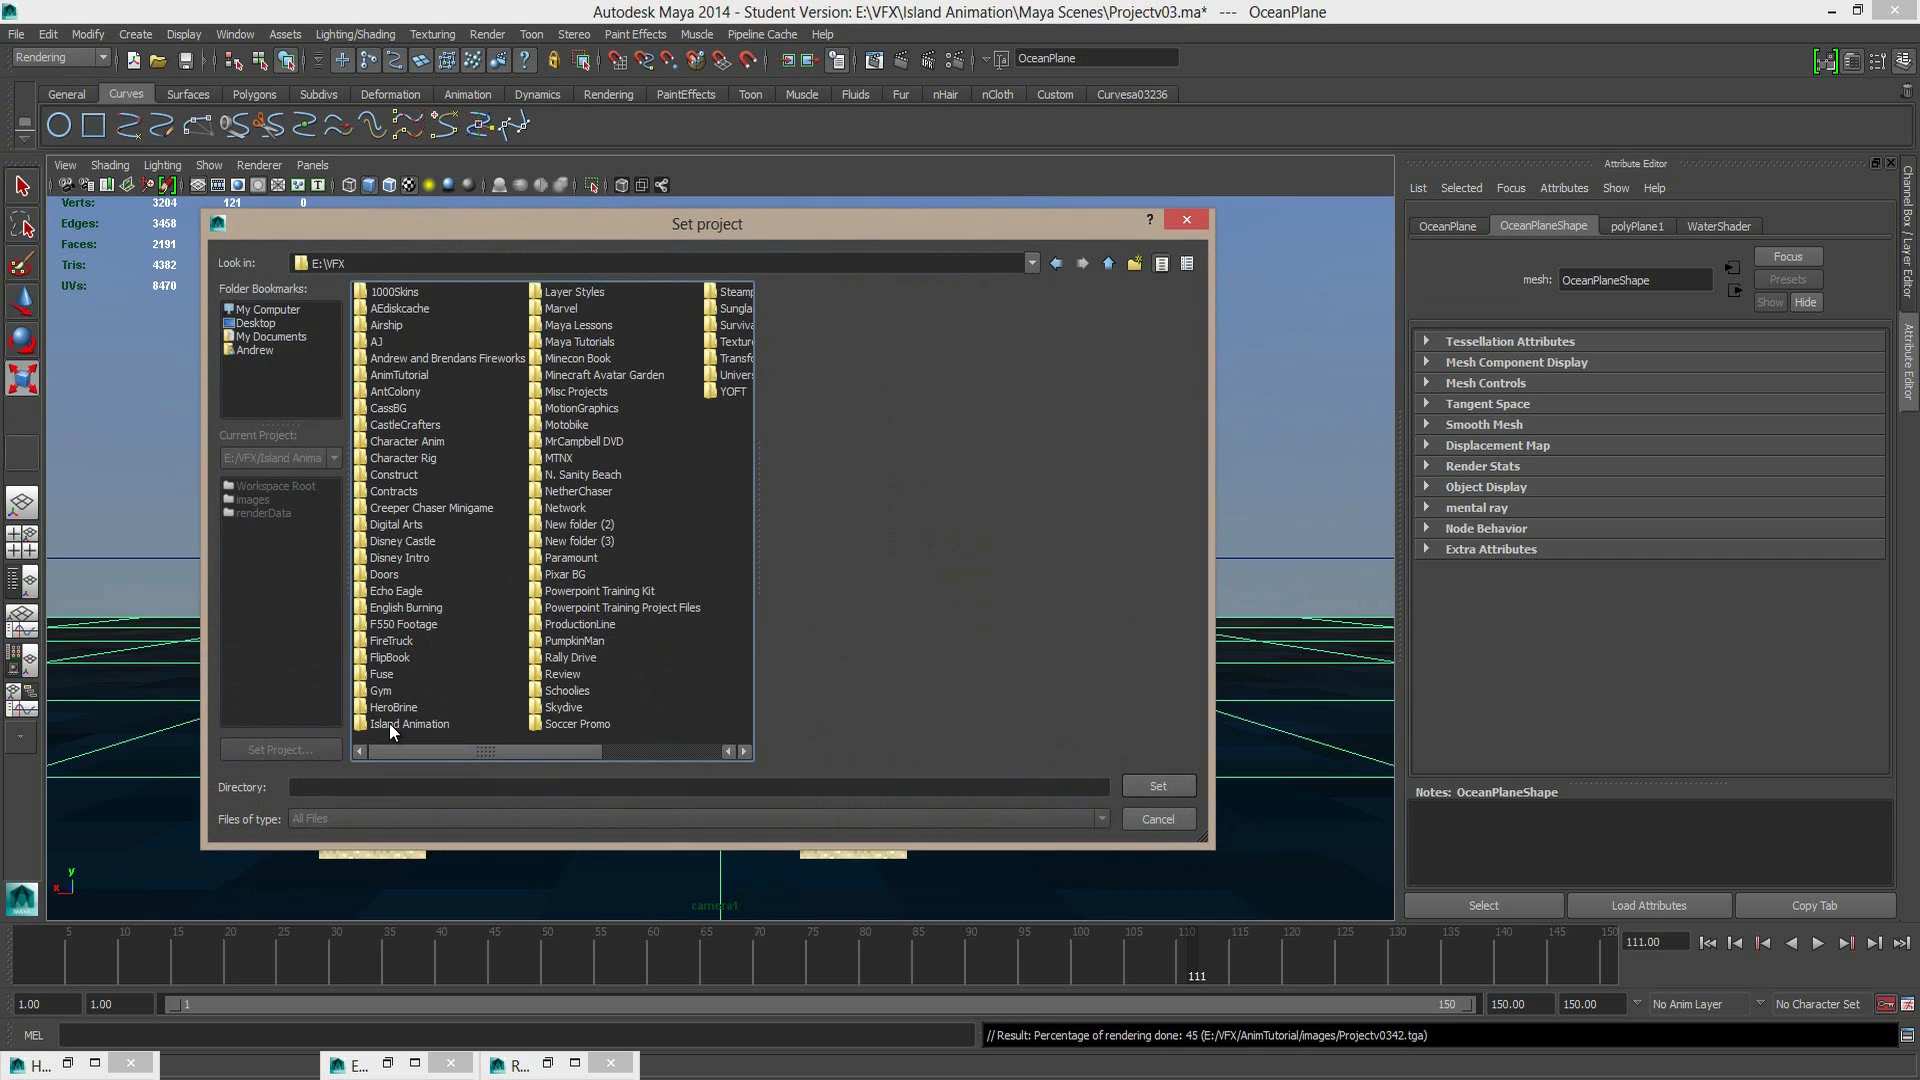 Autodesk Maya 2014 - Student Version: E:\VFX\Island Animation\Maya Scenes\Projectv03.ma* --- OceanPlane
File Edit Modify Create Display Window Assets Lighting/Shading Texturing Render Toon Stereo Paint Effects Muscle Pipeline Cache Help
Rendering
OceanPlane
General Curves Surfaces Polygons Subdivs Deformation Animation Dynamics Rendering PaintEffects Toon Muscle Fluids Fur nHair nCloth Custom Curvesa03236
View Shading Lighting Show Renderer Panels
Verts: 3204 121 0
Edges: 3458
Faces: 2191
Tris: 4382
UVs: 8470
Set project
Look in: E:\VFX
Folder Bookmarks:
My Computer
Desktop
My Documents
Andrew
Current Project:
E:/VFX/Island Anima
Workspace Root
images
renderData
Set Project...
1000Skins
AEdiskcache
Airship
AJ
Andrew and Brendans Fireworks
AnimTutorial
AntColony
CassBG
CastleCrafters
Character Anim
Character Rig
Construct
Contracts
Creeper Chaser Minigame
Digital Arts
Disney Castle
Disney Intro
Doors
Echo Eagle
English Burning
F550 Footage
FireTruck
FlipBook
Fuse
Gym
HeroBrine
Island Animation
Layer Styles
Marvel
Maya Lessons
Maya Tutorials
Minecon Book
Minecraft Avatar Garden
Misc Projects
MotionGraphics
Motobike
MrCampbell DVD
MTNX
N. Sanity Beach
NetherChaser
Network
New folder (2)
New folder (3)
Paramount
Pixar BG
Powerpoint Training Kit
Powerpoint Training Project Files
ProductionLine
PumpkinMan
Rally Drive
Review
Schoolies
Skydive
Soccer Promo
Steamp
Sungla
Surviva
Texture
Transfo
Univers
YOFT
Directory:
Set
Files of type: All Files
Cancel
camera1
y
x
Attribute Editor
List Selected Focus Attributes Show Help
OceanPlane OceanPlaneShape polyPlane1 WaterShader
mesh: OceanPlaneShape
Focus
Presets
Show Hide
Tessellation Attributes
Mesh Component Display
Mesh Controls
Tangent Space
Smooth Mesh
Displacement Map
Render Stats
Object Display
mental ray
Node Behavior
Extra Attributes
Notes: OceanPlaneShape
Select Load Attributes Copy Tab
Channel Box / Layer Editor
Attribute Editor
5 10 15 20 25 30 35 40 45 50 55 60 65 70 75 80 85 90 95 100 105 110 115 120 125 130 135 140 145 150
111
111.00
1.00 1.00 1 150 150.00 150.00 No Anim Layer No Character Set
MEL
// Result: Percentage of rendering done: 45 (E:/VFX/AnimTutorial/images/Projectv0342.tga)
H... E... R...